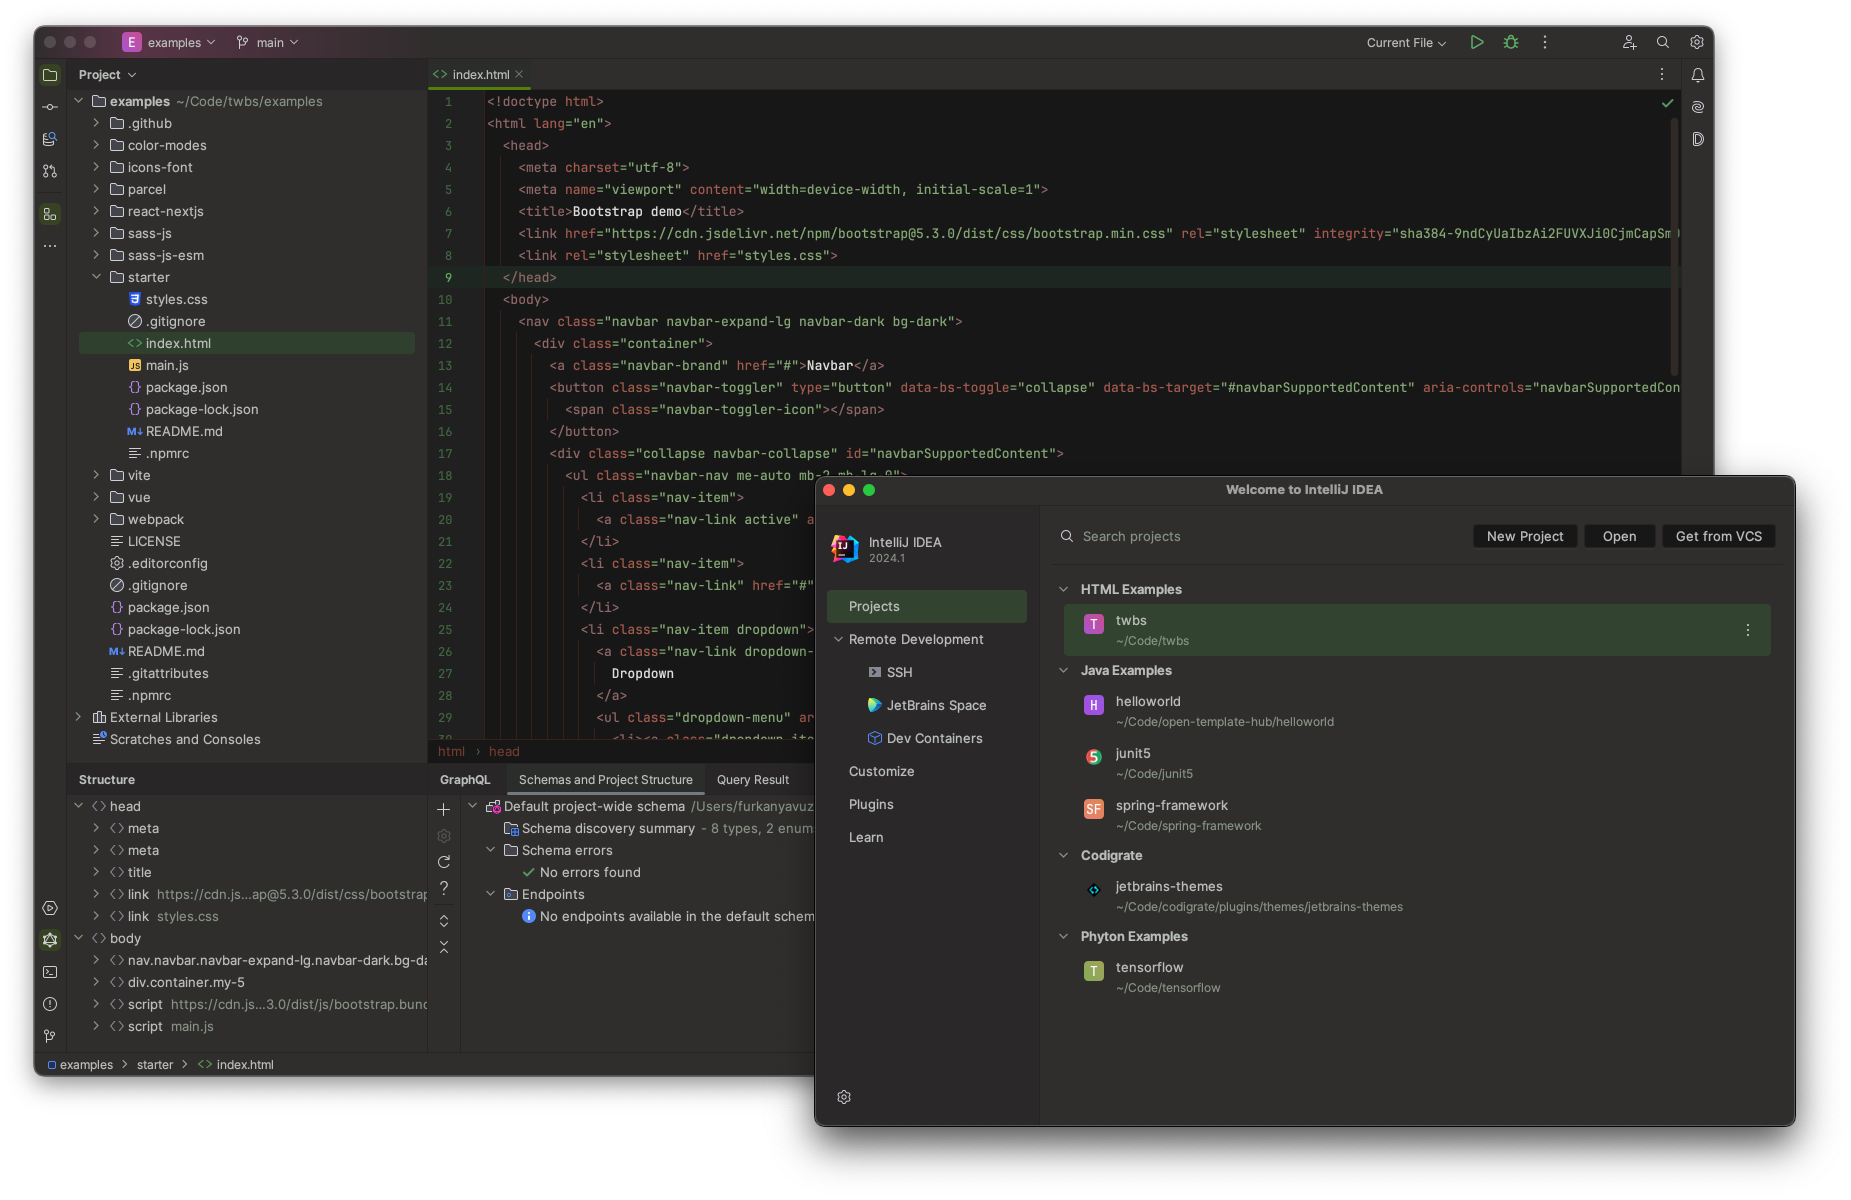 E examples main Current File
Project
examples ~/Code/twbs/examples
.github
color-modes
icons-font
parcel
react-nextjs
sass-js
sass-js-esm
starter
styles.css
.gitignore
index.html
main.js
package.json
package-lock.json
README.md
.npmrc
vite
vue
webpack
LICENSE
.editorconfig
.gitignore
package.json
package-lock.json
README.md
.gitattributes
.npmrc
External Libraries
Scratches and Consoles
index.html
1 <!doctype html>
2 <html lang="en">
3 <head>
4 <meta charset="utf-8">
5 <meta name="viewport" content="width=device-width, initial-scale=1">
6 <title>Bootstrap demo</title>
7 <link href="https://cdn.jsdelivr.net/npm/bootstrap@5.3.0/dist/css/bootstrap.min.css" rel="stylesheet" integrity="sha384-9ndCyUaIbzAi2FUVXJi0CjmCapSm
8 <link rel="stylesheet" href="styles.css">
9 </head>
10 <body>
11 <nav class="navbar navbar-expand-lg navbar-dark bg-dark">
12 <div class="container">
13 <a class="navbar-brand" href="#">Navbar</a>
14 <button class="navbar-toggler" type="button" data-bs-toggle="collapse" data-bs-target="#navbarSupportedContent" aria-controls="navbarSupportedCon
15 <span class="navbar-toggler-icon"></span>
16 </button>
17 <div class="collapse navbar-collapse" id="navbarSupportedContent">
18 <ul class="navbar-nav me-auto mb-2 mb-lg-0">
19 <li class="nav-item">
20 <a class="nav-link active" a
21 </li>
22 <li class="nav-item">
23 <a class="nav-link" href="#"
24 </li>
25 <li class="nav-item dropdown">
26 <a class="nav-link dropdown-
27 Dropdown
28 </a>
29 <ul class="dropdown-menu" ar
30 <li><a class="dropdown-ite
html › head
Structure
head
meta
meta
title
link https://cdn.js...ap@5.3.0/dist/css/bootstrap
link styles.css
body
nav.navbar.navbar-expand-lg.navbar-dark.bg-da
div.container.my-5
script https://cdn.js...3.0/dist/js/bootstrap.bund
script main.js
GraphQL Schemas and Project Structure Query Result
Default project-wide schema /Users/furkanyavuz
Schema discovery summary - 8 types, 2 enums
Schema errors
No errors found
Endpoints
No endpoints available in the default schem
examples > starter > index.html
Welcome to IntelliJ IDEA
IJ
IntelliJ IDEA
2024.1
Projects
Remote Development
SSH
JetBrains Space
Dev Containers
Customize
Plugins
Learn
Search projects New Project Open Get from VCS
HTML Examples
T twbs
~/Code/twbs
Java Examples
H helloworld
~/Code/open-template-hub/helloworld
5 junit5
~/Code/junit5
SF spring-framework
~/Code/spring-framework
Codigrate
jetbrains-themes
~/Code/codigrate/plugins/themes/jetbrains-themes
Phyton Examples
T tensorflow
~/Code/tensorflow